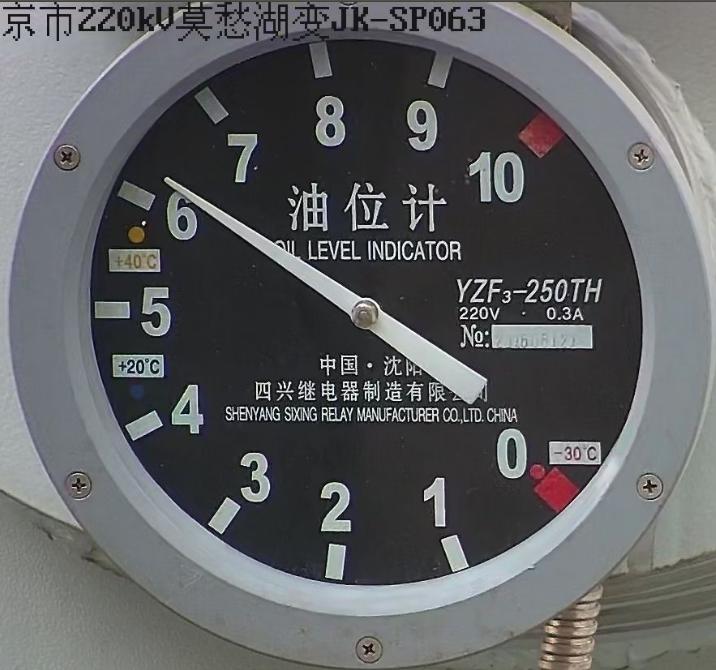 京市220kV莫愁湖变JK-SP063
8
9
7
10
6
油位计
OIL LEVEL INDICATOR
+40°C
YZF3-250TH
5
220V · 0.3A
№:
+20°C
中国·沈阳
四兴继电器制造有限公司
4
SHENYANG SIXING RELAY MANUFACTURER CO.,LTD. CHINA
0
-30°C
3
2
1